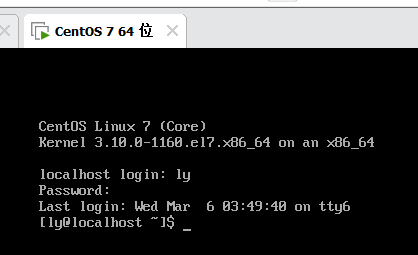 CentOS 7 64 位
CentOS Linux 7 (Core)
Kernel 3.10.0-1160.el7.x86_64 on an x86_64
localhost login: ly
Password:
Last login: Wed Mar  6 03:49:40 on tty6
[ly@localhost ~]$ _